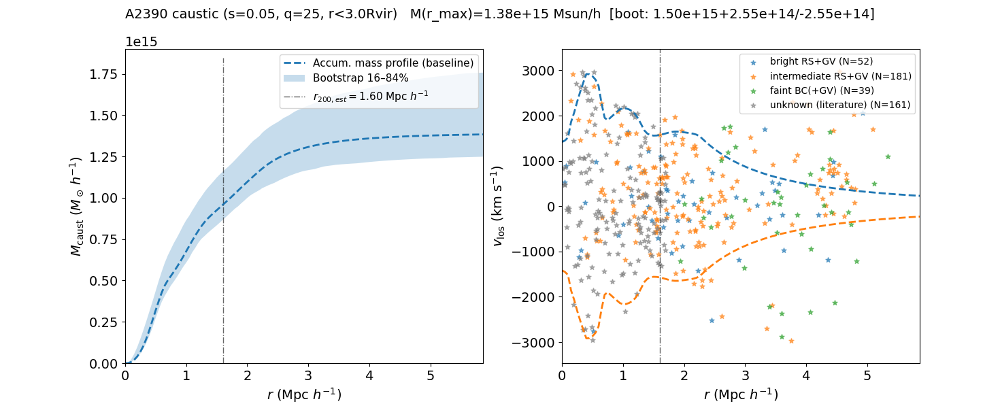 A2390 caustic (s=0.05, q=25, r<3.0Rvir)   M(r_max)=1.38e+15 Msun/h  [boot: 1.50e+15+2.55e+14/-2.55e+14]
1e15
1.75
1.50
1.25
1.00
0.75
0.50
0.25
0.00
M_caust (M_⊙ h⁻¹)
0 1 2 3 4 5
r (Mpc h⁻¹)
Accum. mass profile (baseline)
Bootstrap 16–84%
r_200,est = 1.60 Mpc h⁻¹
3000
2000
1000
0
−1000
−2000
−3000
v_los (km s⁻¹)
0 1 2 3 4 5
r (Mpc h⁻¹)
bright RS+GV (N=52)
intermediate RS+GV (N=181)
faint BC(+GV) (N=39)
unknown (literature) (N=161)